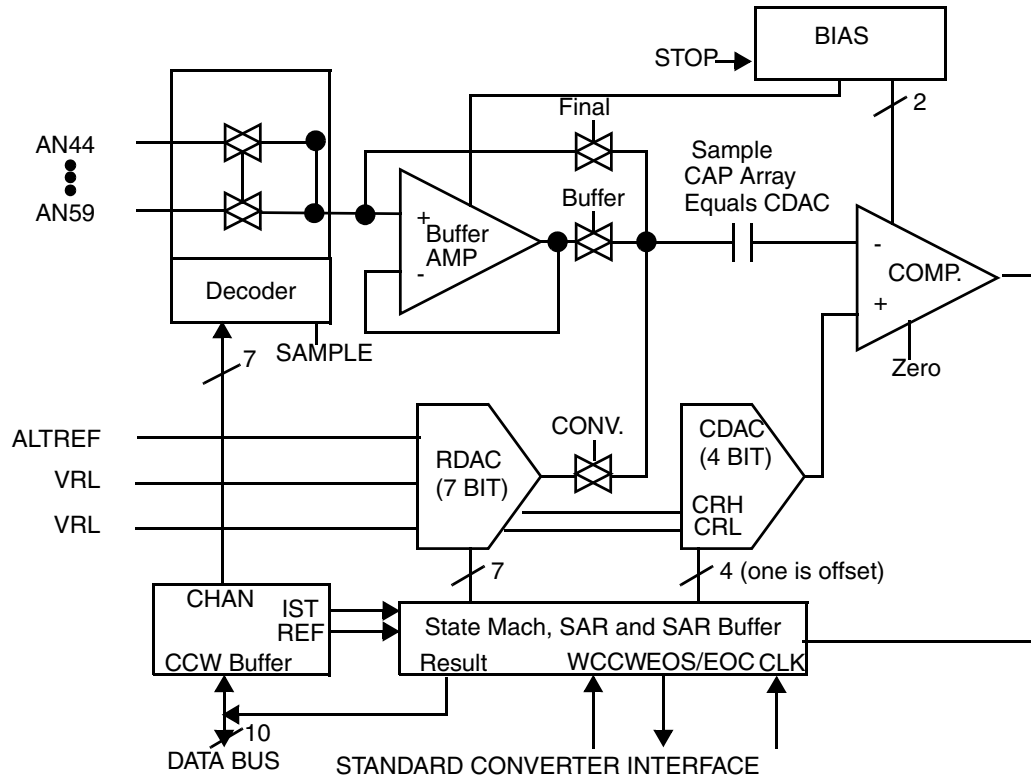 BIAS
STOP
2
Final
AN44
AN59
Sample
CAP Array
Equals CDAC
Buffer
+
Buffer
AMP
-
-
COMP.
+
Decoder
SAMPLE
7
Zero
ALTREF
VRL
VRL
RDAC
(7 BIT)
CONV.
CDAC
(4 BIT)
CRH
CRL
7
4 (one is offset)
CHAN
IST
REF
CCW Buffer
State Mach, SAR and SAR Buffer
Result
WCCWEOS/EOC CLK
10
DATA BUS
STANDARD CONVERTER INTERFACE